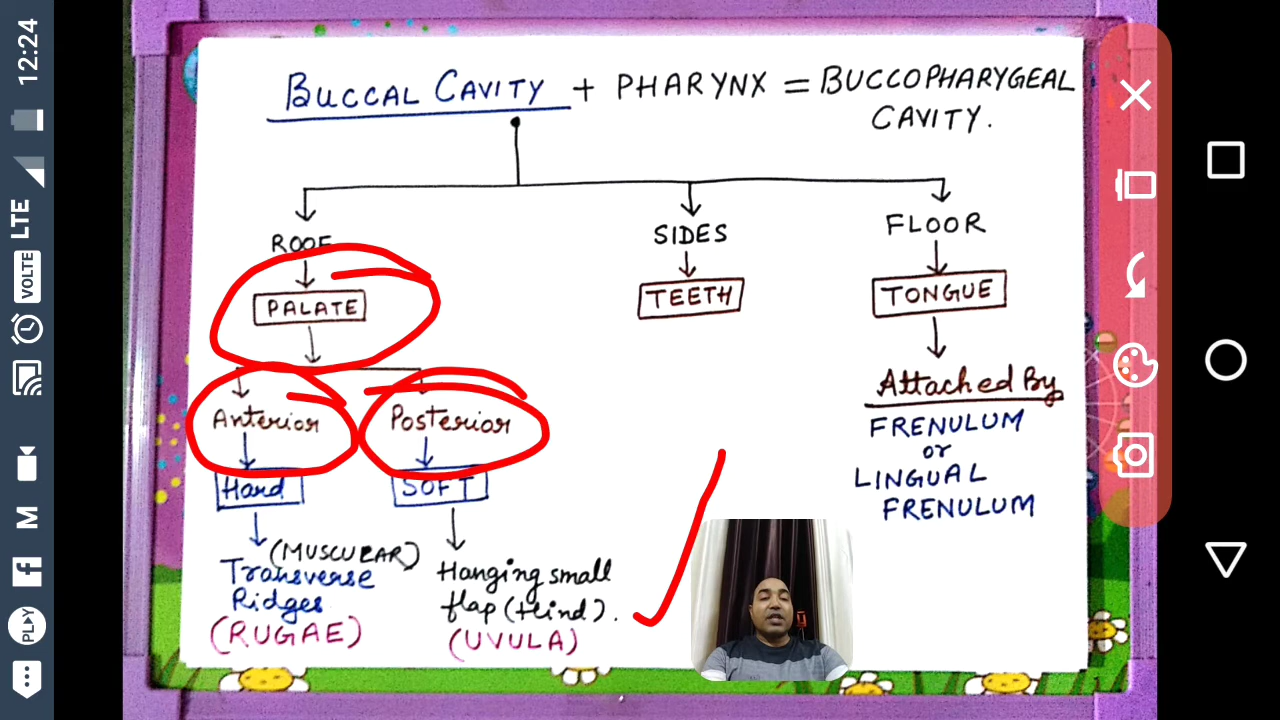 12:24
LTE
VOLTE
M
f
PLY
BUCCAL CAVITY + PHARYNX = BUCCOPHARYGEAL
CAVITY.
ROOF
SIDES
FLOOR
PALATE
TEETH
TONGUE
Anterior
Posterior
Attached By
Hard
SOFT
FRENULUM
or
LINGUAL
FRENULUM
(MUSCULAR)
Transverse
Ridges
(RUGAE)
Hanging small
flap
(UVULA)